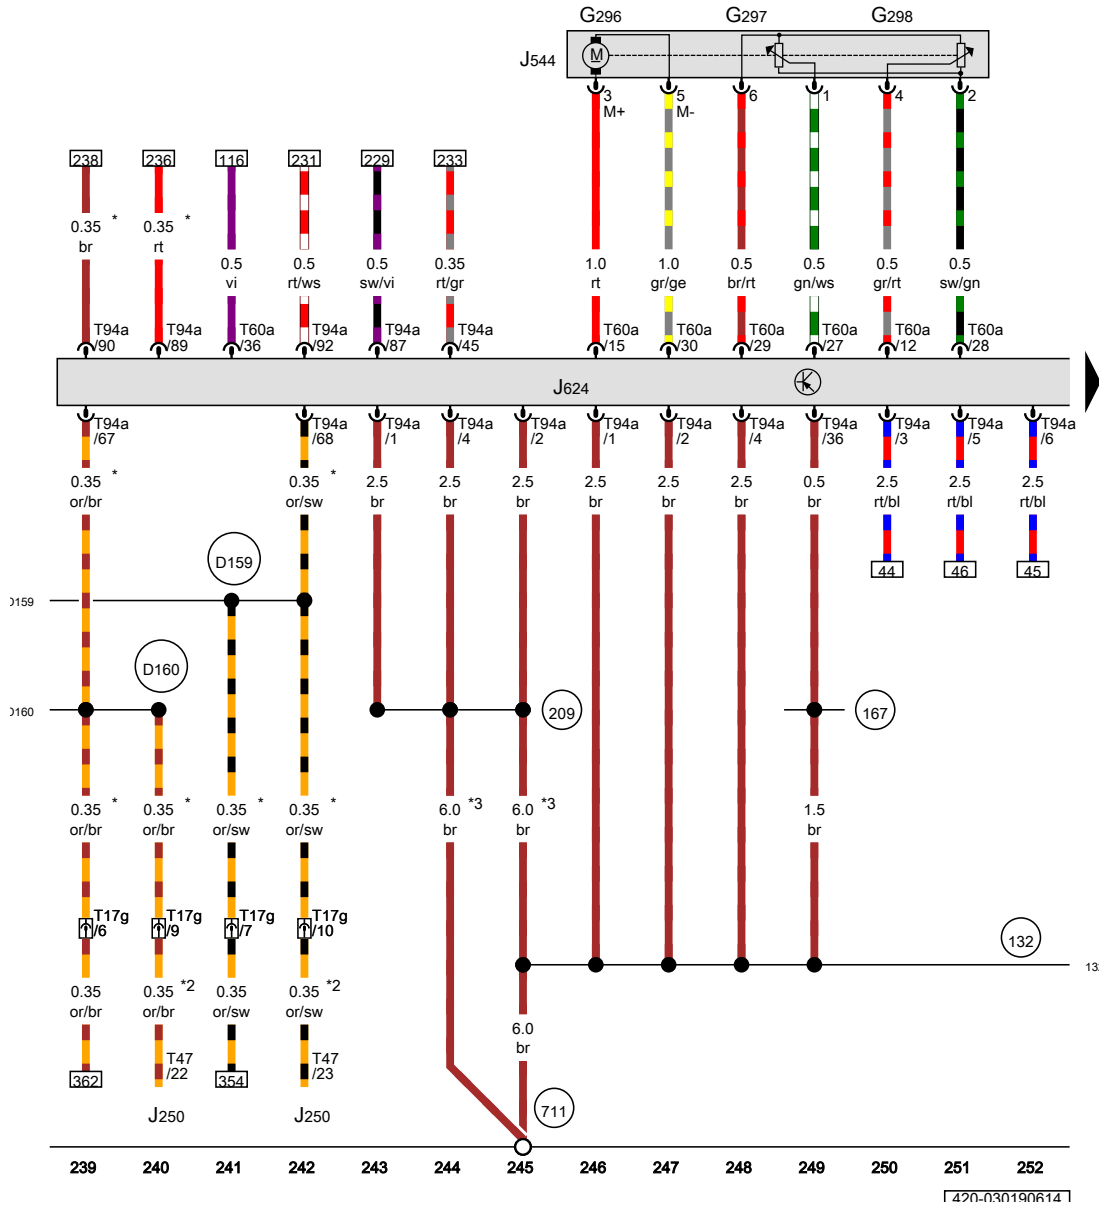 G296 G297 G298
J544
3 5 6 1 4 2
M+ M-
238 236 116 231 229 233
0.35 * 0.35 *
br rt
0.5 0.5 0.5 0.35 1.0 1.0 0.5 0.5 0.5 0.5
vi rt/ws sw/vi rt/gr rt gr/ge br/rt gn/ws gr/rt sw/gn
T94a T94a T60a T94a T94a T94a T60a T60a T60a T60a T60a T60a
/90 /89 /36 /92 /87 /45 /15 /30 /29 /27 /12 /28
J624
T94a T94a T94a T94a T94a T94a T94a T94a T94a T94a T94a T94a
/67 /68 /1 /4 /2 /1 /2 /4 /36 /3 /5 /6
0.35 * 0.35 * 2.5 2.5 2.5 2.5 2.5 2.5 0.5 2.5 2.5 2.5
or/br or/sw br br br br br br br rt/bl rt/bl rt/bl
D159 44 46 45
D159
D160
D160 209 167
0.35 * 0.35 * 0.35 * 0.35 * 6.0 *3 6.0 *3 1.5
or/br or/br or/sw or/sw br br br
T17g T17g T17g T17g
/6 /9 /7 /10
132
0.35 0.35 *2 0.35 0.35 *2
or/br or/br or/sw or/sw
6.0
br
T47 T47
362 /22 354 /23
J250 J250 711
239 240 241 242 243 244 245 246 247 248 249 250 251 252
420-030190614